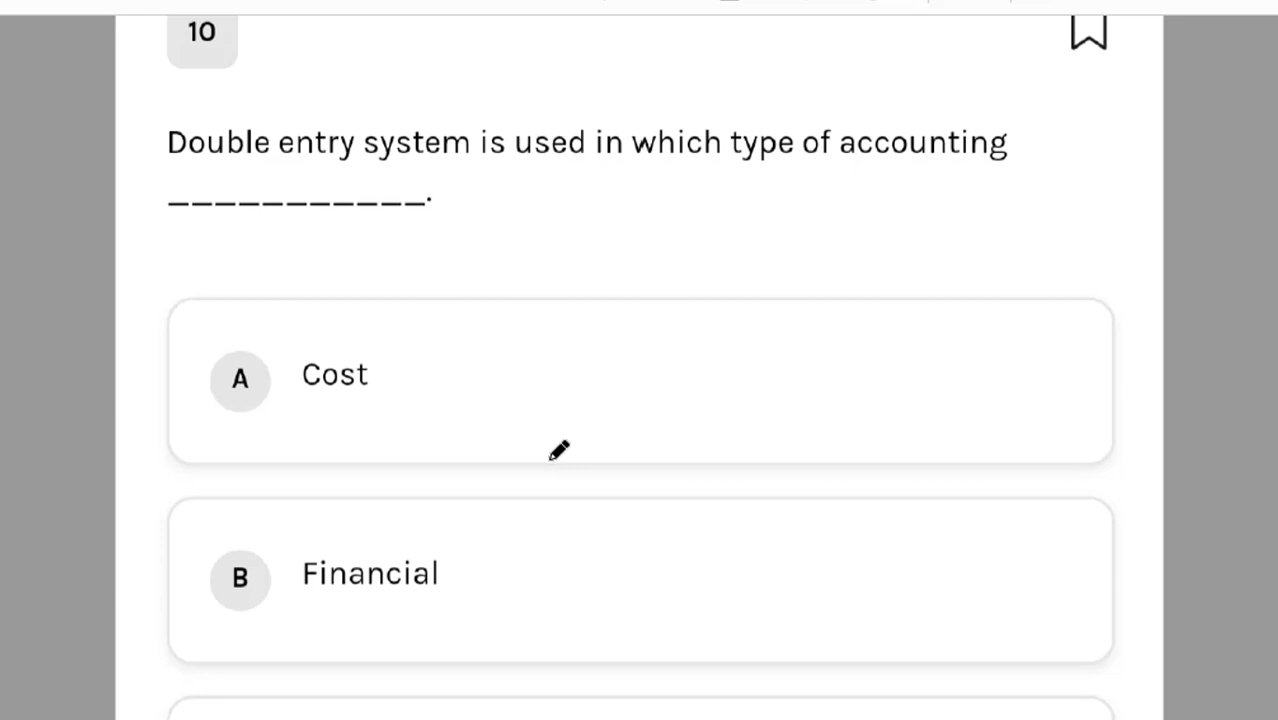 10
Double entry system is used in which type of accounting
___________.
A Cost
B Financial